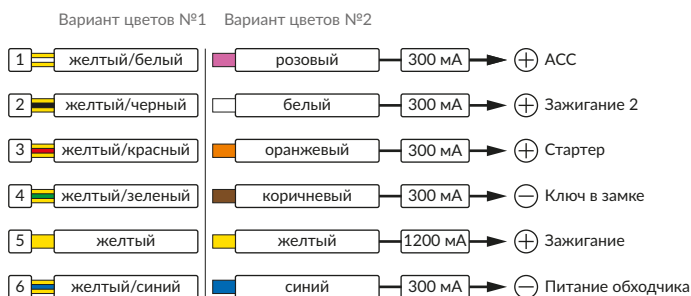 Вариант цветов №1 Вариант цветов №2
1 желтый/белый розовый 300 мА + ACC
2 желтый/черный белый 300 мА + Зажигание 2
3 желтый/красный оранжевый 300 мА + Стартер
4 желтый/зеленый коричневый 300 мА − Ключ в замке
5 желтый желтый 1200 мА + Зажигание
6 желтый/синий синий 300 мА − Питание обходчика